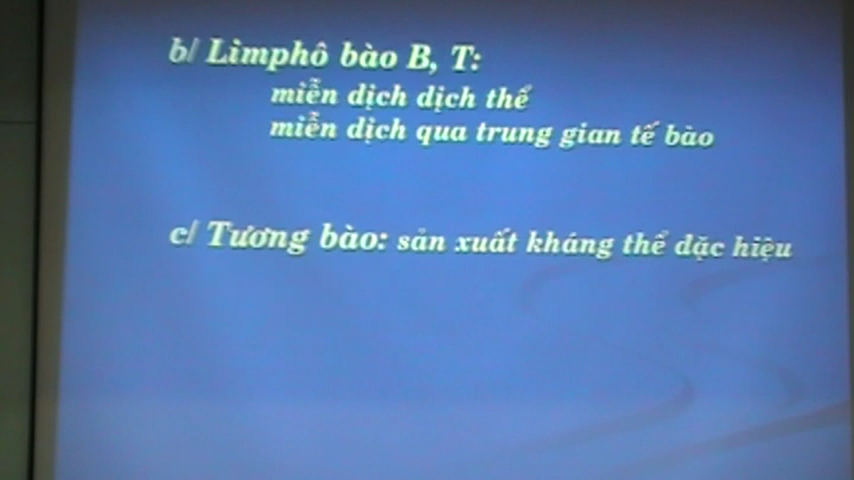 b/ Limphô bào B, T:
miễn dịch dịch thể
miễn dịch qua trung gian tế bào
c/ Tương bào: sản xuất kháng thể đặc hiệu